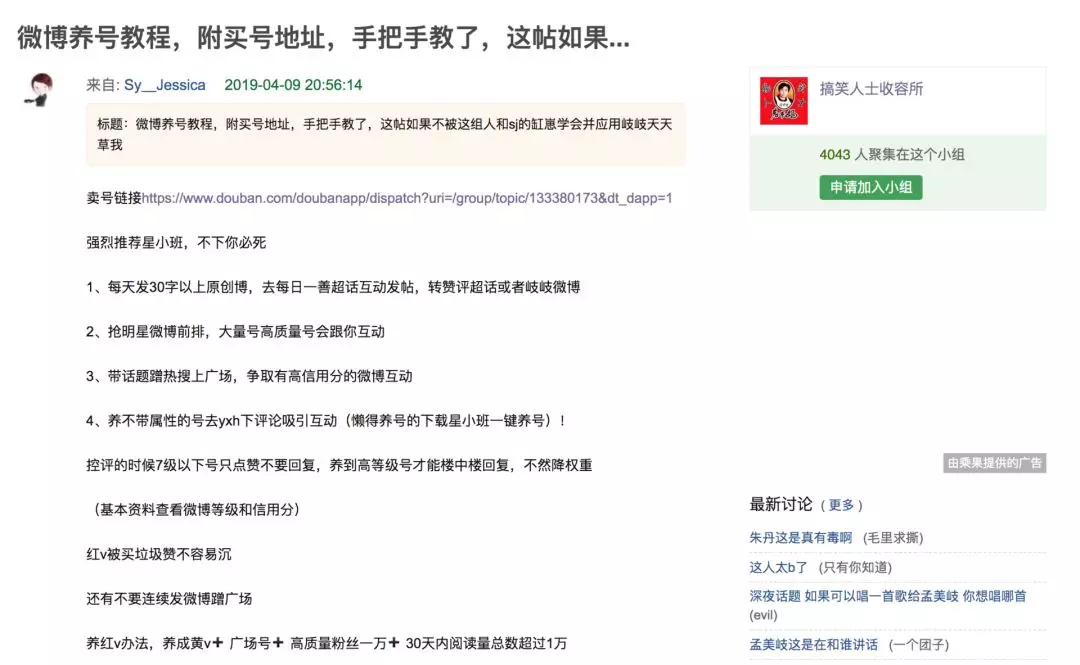 微博养号教程，附买号地址，手把手教了，这帖如果...
来自: Sy__Jessica 2019-04-09 20:56:14
标题：微博养号教程，附买号地址，手把手教了，这帖如果不被这组人和sj的缸崽学会并应用岐岐天天
草我
卖号链接https://www.douban.com/doubanapp/dispatch?uri=/group/topic/133380173&dt_dapp=1
强烈推荐星小班，不下你必死
1、每天发30字以上原创博，去每日一善超话互动发帖，转赞评超话或者岐岐微博
2、抢明星微博前排，大量号高质量号会跟你互动
3、带话题蹭热搜上广场，争取有高信用分的微博互动
4、养不带属性的号去yxh下评论吸引互动（懒得养号的下载星小班一键养号）！
控评的时候7级以下号只点赞不要回复，养到高等级号才能楼中楼回复，不然降权重
（基本资料查看微博等级和信用分）
红v被买垃圾赞不容易沉
还有不要连续发微博蹭广场
养红v办法，养成黄v➕ 广场号➕ 高质量粉丝一万➕ 30天内阅读量总数超过1万
搞笑人士收容所
4043 人聚集在这个小组
申请加入小组
由乘果提供的广告
最新讨论 （ 更多 ）
朱丹这是真有毒啊 (毛里求撕)
这人太b了 (只有你知道)
深夜话题 如果可以唱一首歌给孟美岐 你想唱哪首
(evil)
孟美岐这是在和谁讲话 (一个团子)